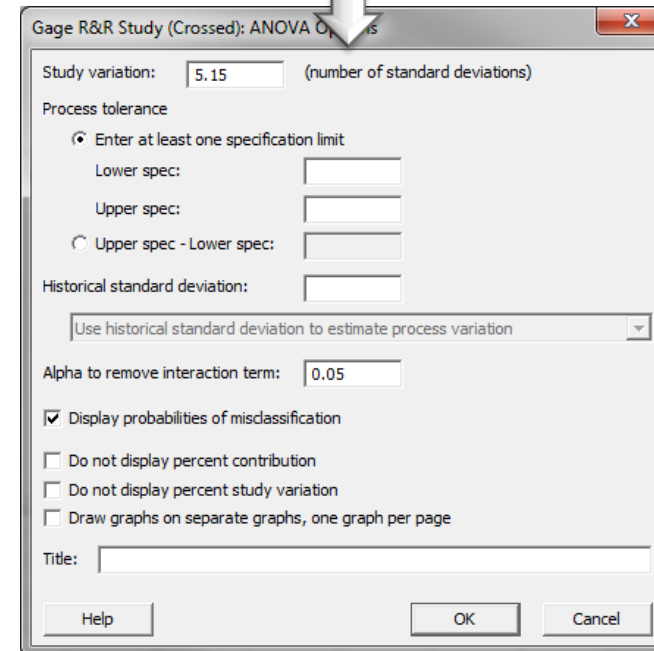 Gage R&R Study (Crossed): ANOVA
Study variation: 5.15 (number of standard deviations)
Process tolerance
Enter at least one specification limit
Lower spec:
Upper spec:
Upper spec - Lower spec:
Historical standard deviation:
Use historical standard deviation to estimate process variation
Alpha to remove interaction term: 0.05
Display probabilities of misclassification
Do not display percent contribution
Do not display percent study variation
Draw graphs on separate graphs, one graph per page
Title:
Help OK Cancel